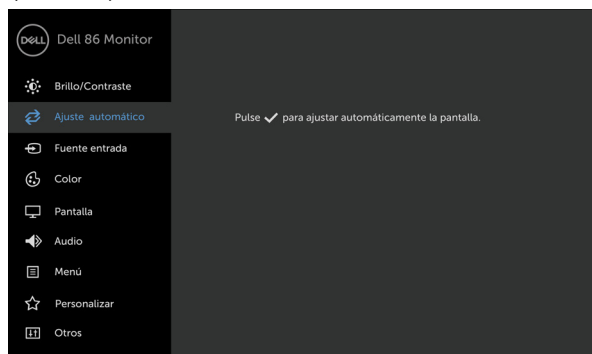 DELL
Dell 86 Monitor
Brillo/Contraste
Ajuste automático
Pulse ✓ para ajustar automáticamente la pantalla.
Fuente entrada
Color
Pantalla
Audio
Menú
Personalizar
Otros